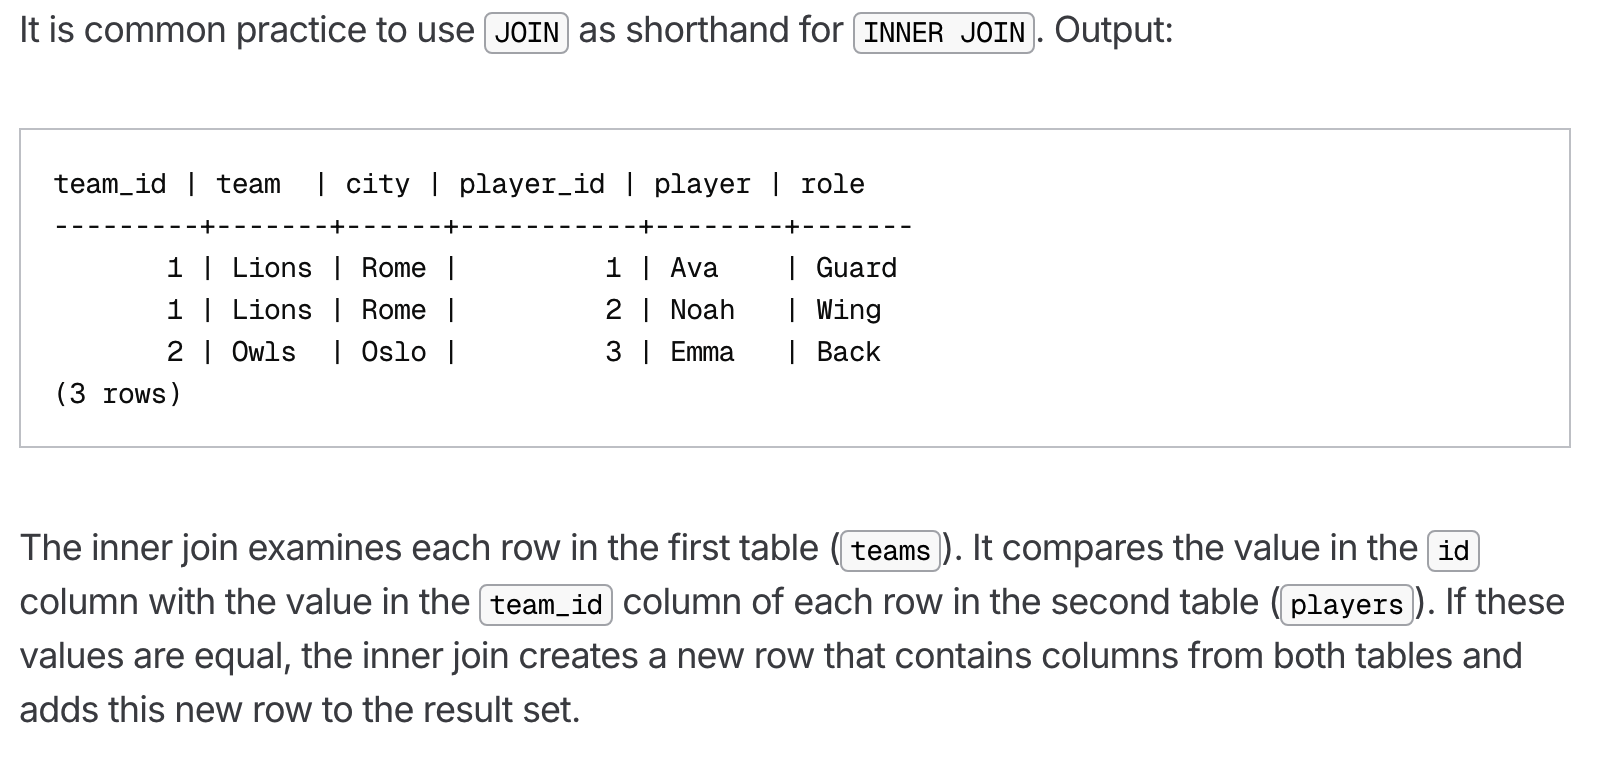 It is common practice to use JOIN as shorthand for INNER JOIN. Output:
team_id | team  | city | player_id | player | role
---------+-------+------+-----------+--------+-------
       1 | Lions | Rome |         1 | Ava    | Guard
       1 | Lions | Rome |         2 | Noah   | Wing
       2 | Owls  | Oslo |         3 | Emma   | Back
(3 rows)
The inner join examines each row in the first table (teams). It compares the value in the id
column with the value in the team_id column of each row in the second table (players). If these
values are equal, the inner join creates a new row that contains columns from both tables and
adds this new row to the result set.